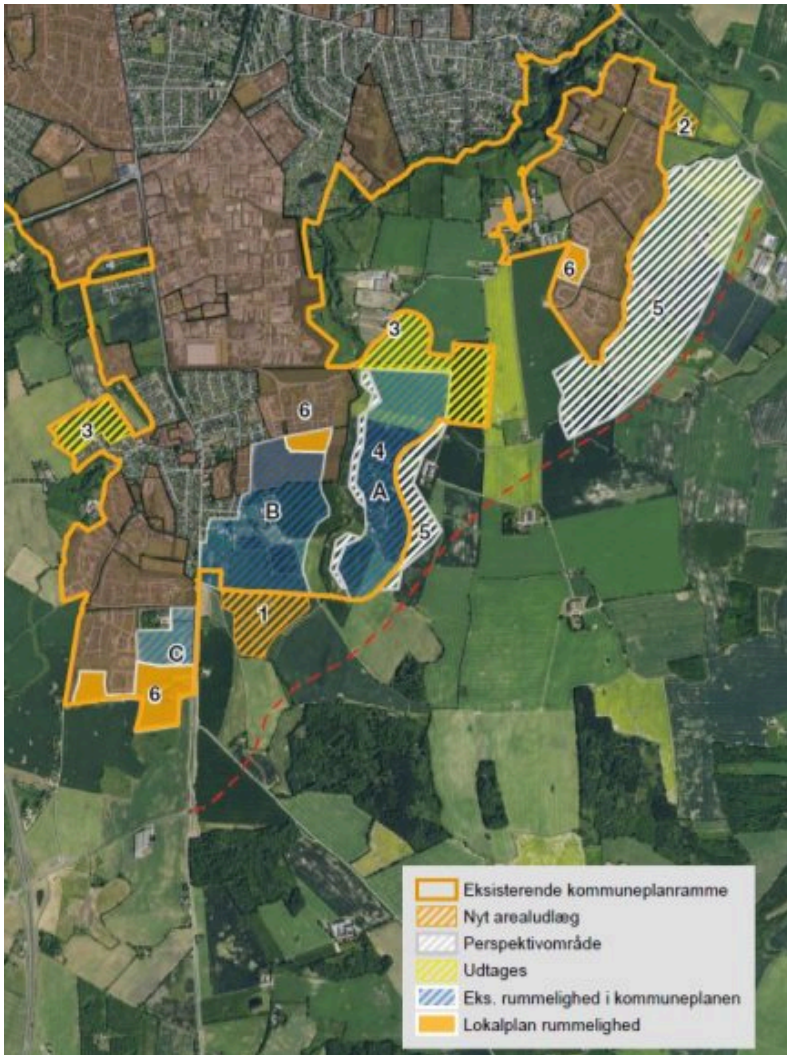 2
6
5
3
3
6
4
A
B
5
1
C
6
Eksisterende kommuneplanramme
Nyt arealudlæg
Perspektivområde
Udtages
Eks. rummelighed i kommuneplanen
Lokalplan rummelighed